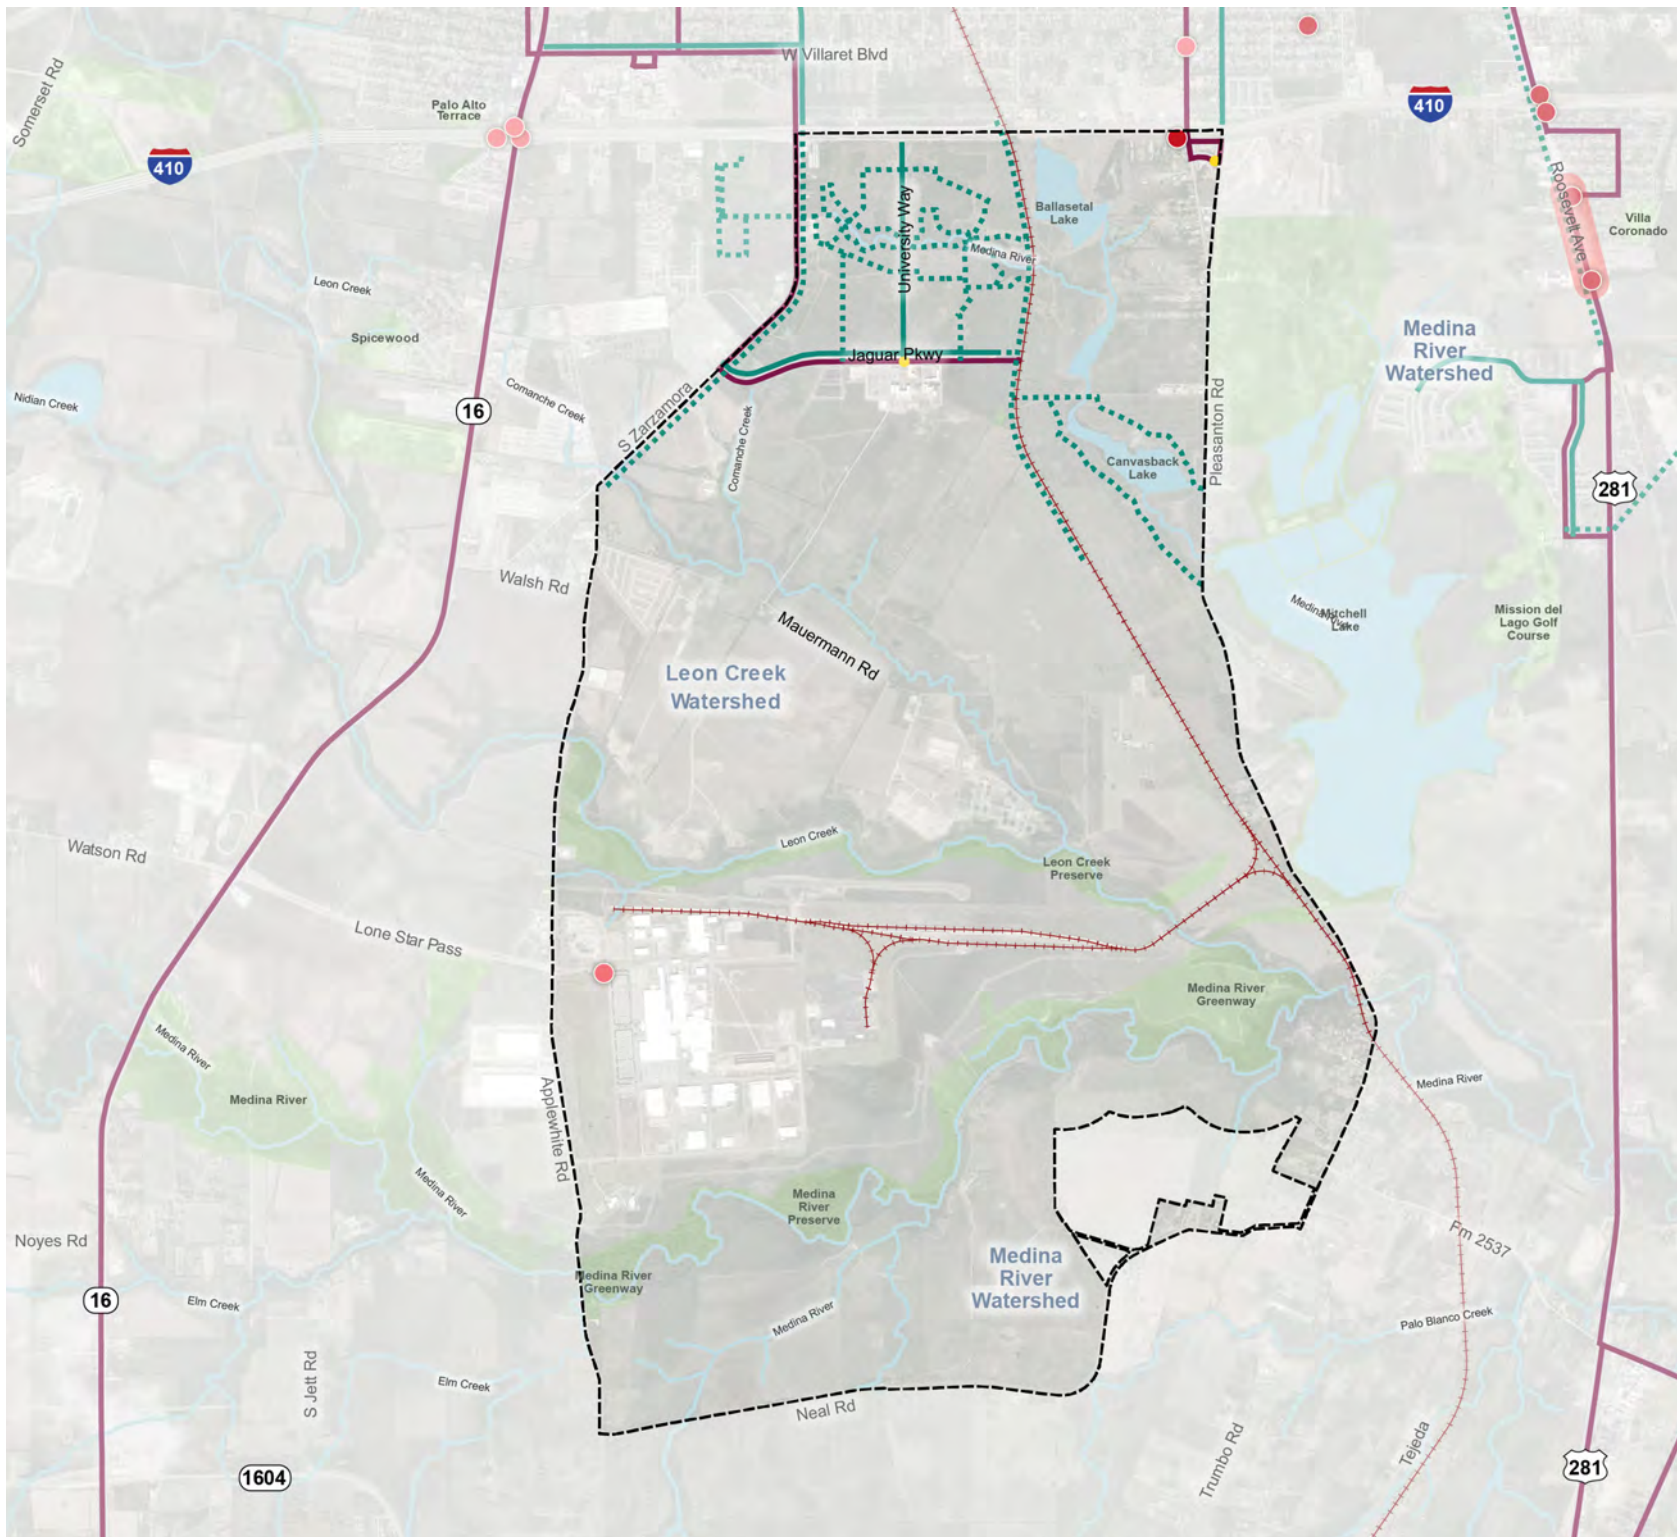 W Villaret Blvd
Somerset Rd
Palo Alto
Terrace
410
410
University Way
Roosevelt Ave
Ballasetal
Lake
Villa
Coronado
Medina River
Leon Creek
Spicewood
Medina
River
Watershed
Jaguar Pkwy
Nidian Creek
Comanche Creek
16
S Zarzamora
Comanche Creek
Pleasanton Rd
Canvasback
Lake
281
Walsh Rd
Mauermann Rd
Medina River
Mitchell
Lake
Mission del
Lago Golf
Course
Leon Creek
Watershed
Leon Creek
Watson Rd
Leon Creek
Preserve
Lone Star Pass
Medina River
Greenway
Medina River
Medina River
Medina River
Applewhite Rd
Medina River
Medina
River
Preserve
Noyes Rd
Fm 2537
Medina
River
Watershed
Medina River
Greenway
16
Elm Creek
Medina River
Palo Blanco Creek
S Jett Rd
Elm Creek
Neal Rd
Trumbo Rd
Tejeda
1604
281